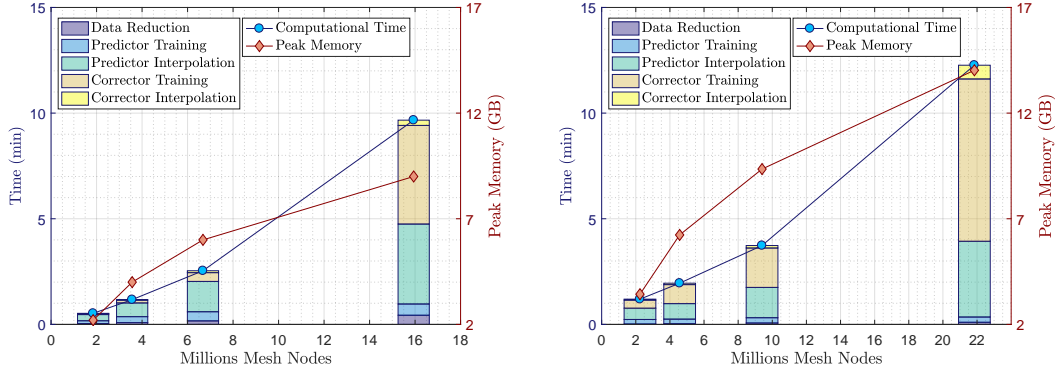 15
10
5
0
Time (min)
Data Reduction
Predictor Training
Predictor Interpolation
Corrector Training
Corrector Interpolation
Computational Time
Peak Memory
17
12
7
2
Peak Memory (GB)
0 2 4 6 8 10 12 14 16 18
Millions Mesh Nodes
15
10
5
0
Time (min)
Data Reduction
Predictor Training
Predictor Interpolation
Corrector Training
Corrector Interpolation
Computational Time
Peak Memory
17
12
7
2
Peak Memory (GB)
0 2 4 6 8 10 12 14 16 18 20 22
Millions Mesh Nodes